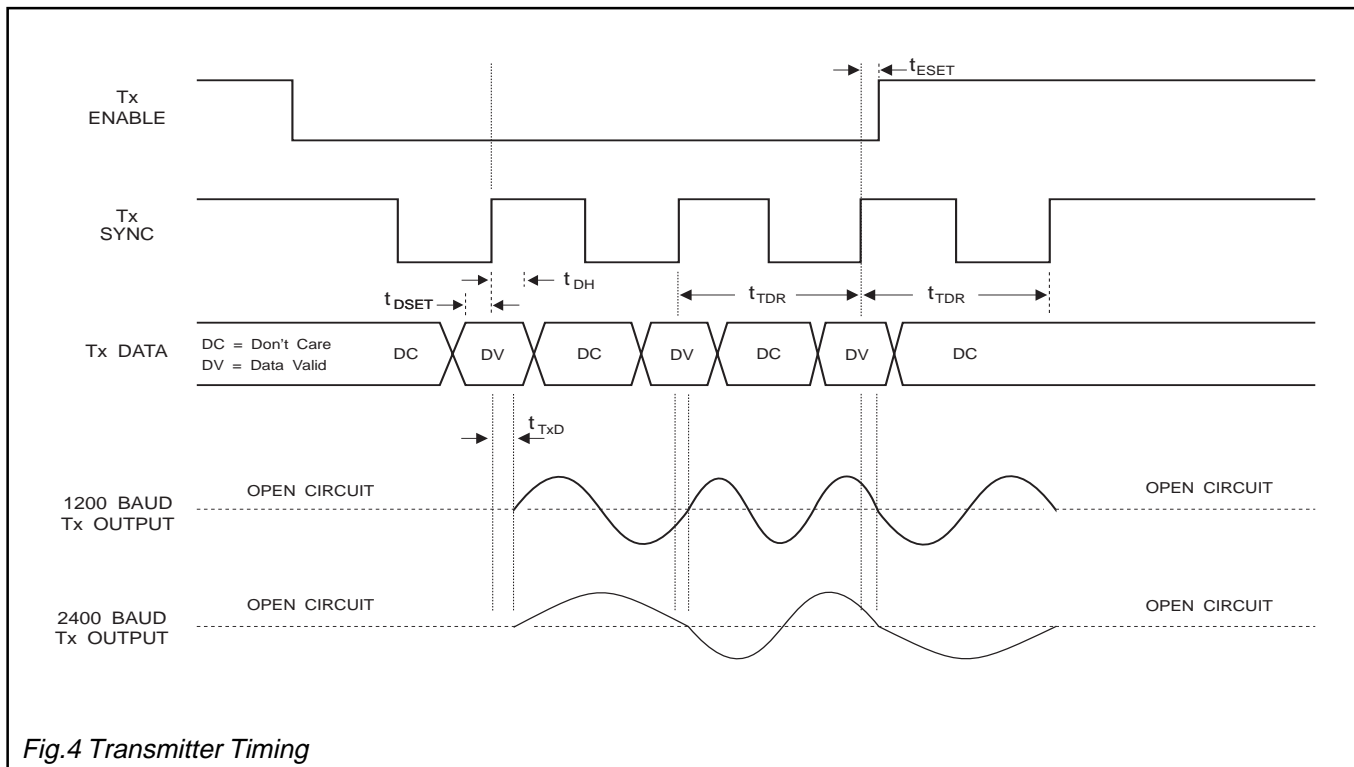 tESET
Tx
ENABLE
Tx
SYNC
tDH
tDSET
tTDR
tTDR
Tx DATA
DC = Don't Care
DV = Data Valid
DC
DV
DC
DV
DC
DV
DC
tTxD
OPEN CIRCUIT
OPEN CIRCUIT
1200 BAUD
Tx OUTPUT
OPEN CIRCUIT
OPEN CIRCUIT
2400 BAUD
Tx OUTPUT
Fig.4 Transmitter Timing